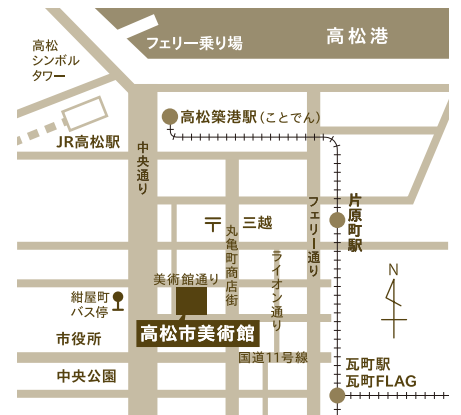 高松港
フェリー乗り場
高松
シンボル
タワー
高松築港駅(ことでん)
JR高松駅
中央通り
フェリー通り
片原町駅
〒
三越
丸亀町商店街
ライオン通り
美術館通り
N
紺屋町
バス停
高松市美術館
市役所
国道11号線
中央公園
瓦町駅
瓦町FLAG